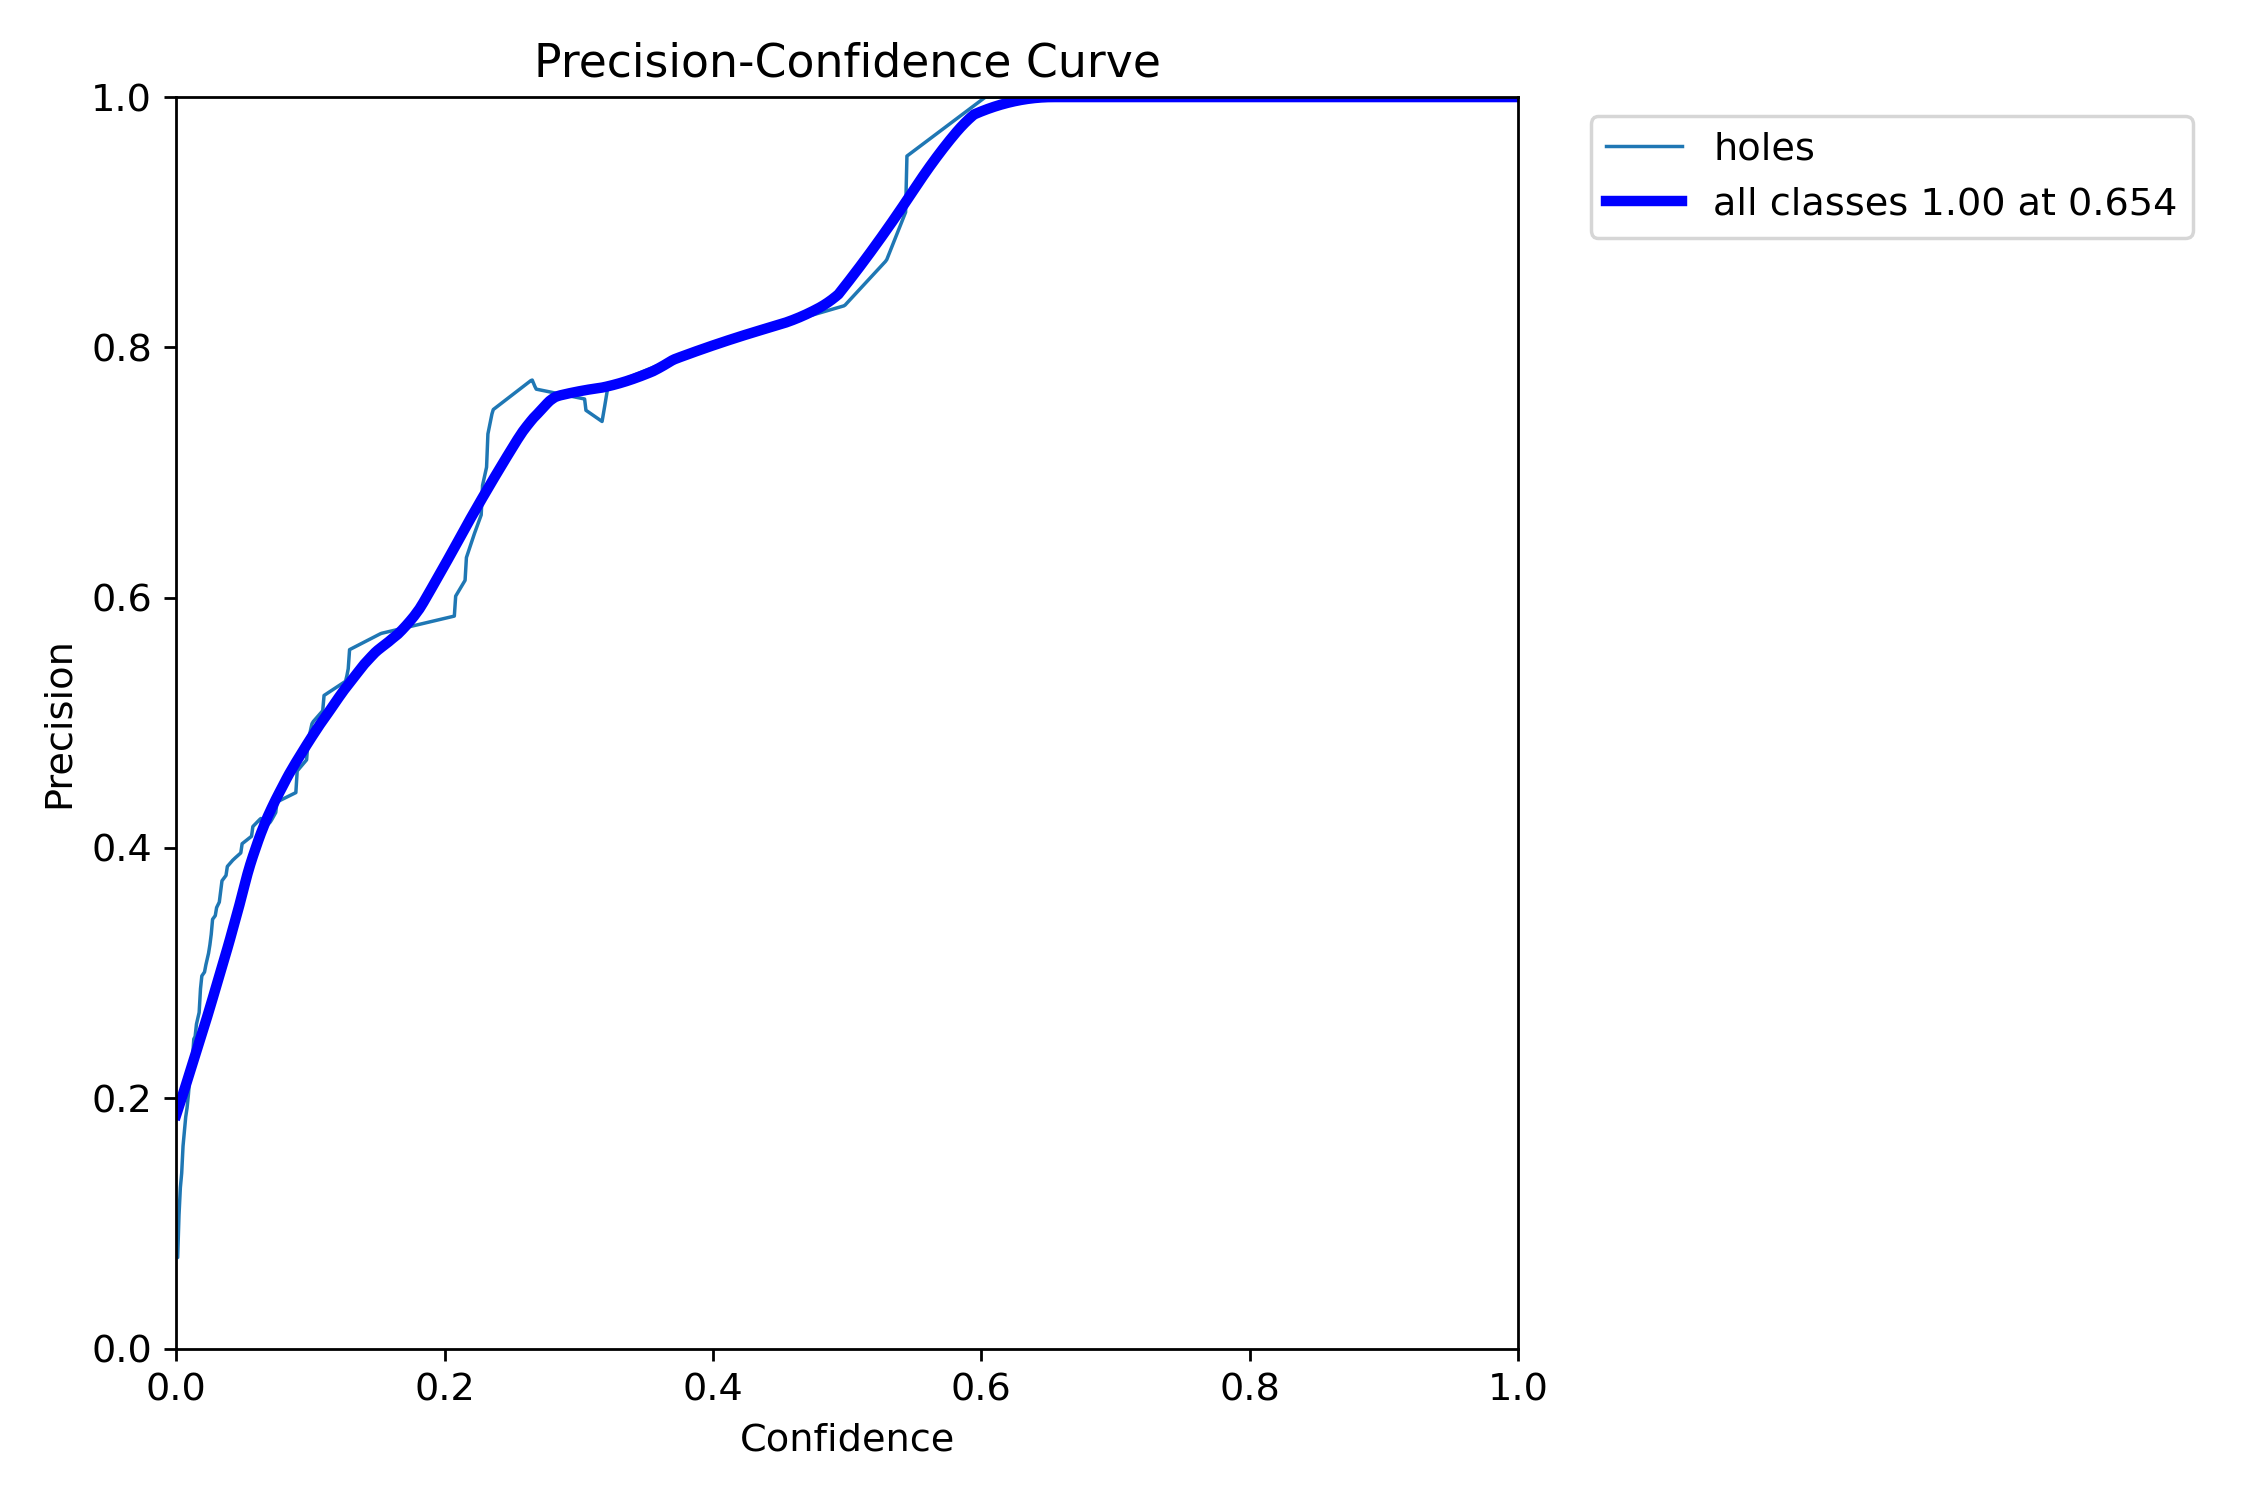 Precision-Confidence Curve
1.0
0.8
0.6
0.4
0.2
0.0
Precision
0.0 0.2 0.4 0.6 0.8 1.0
Confidence
holes
all classes 1.00 at 0.654